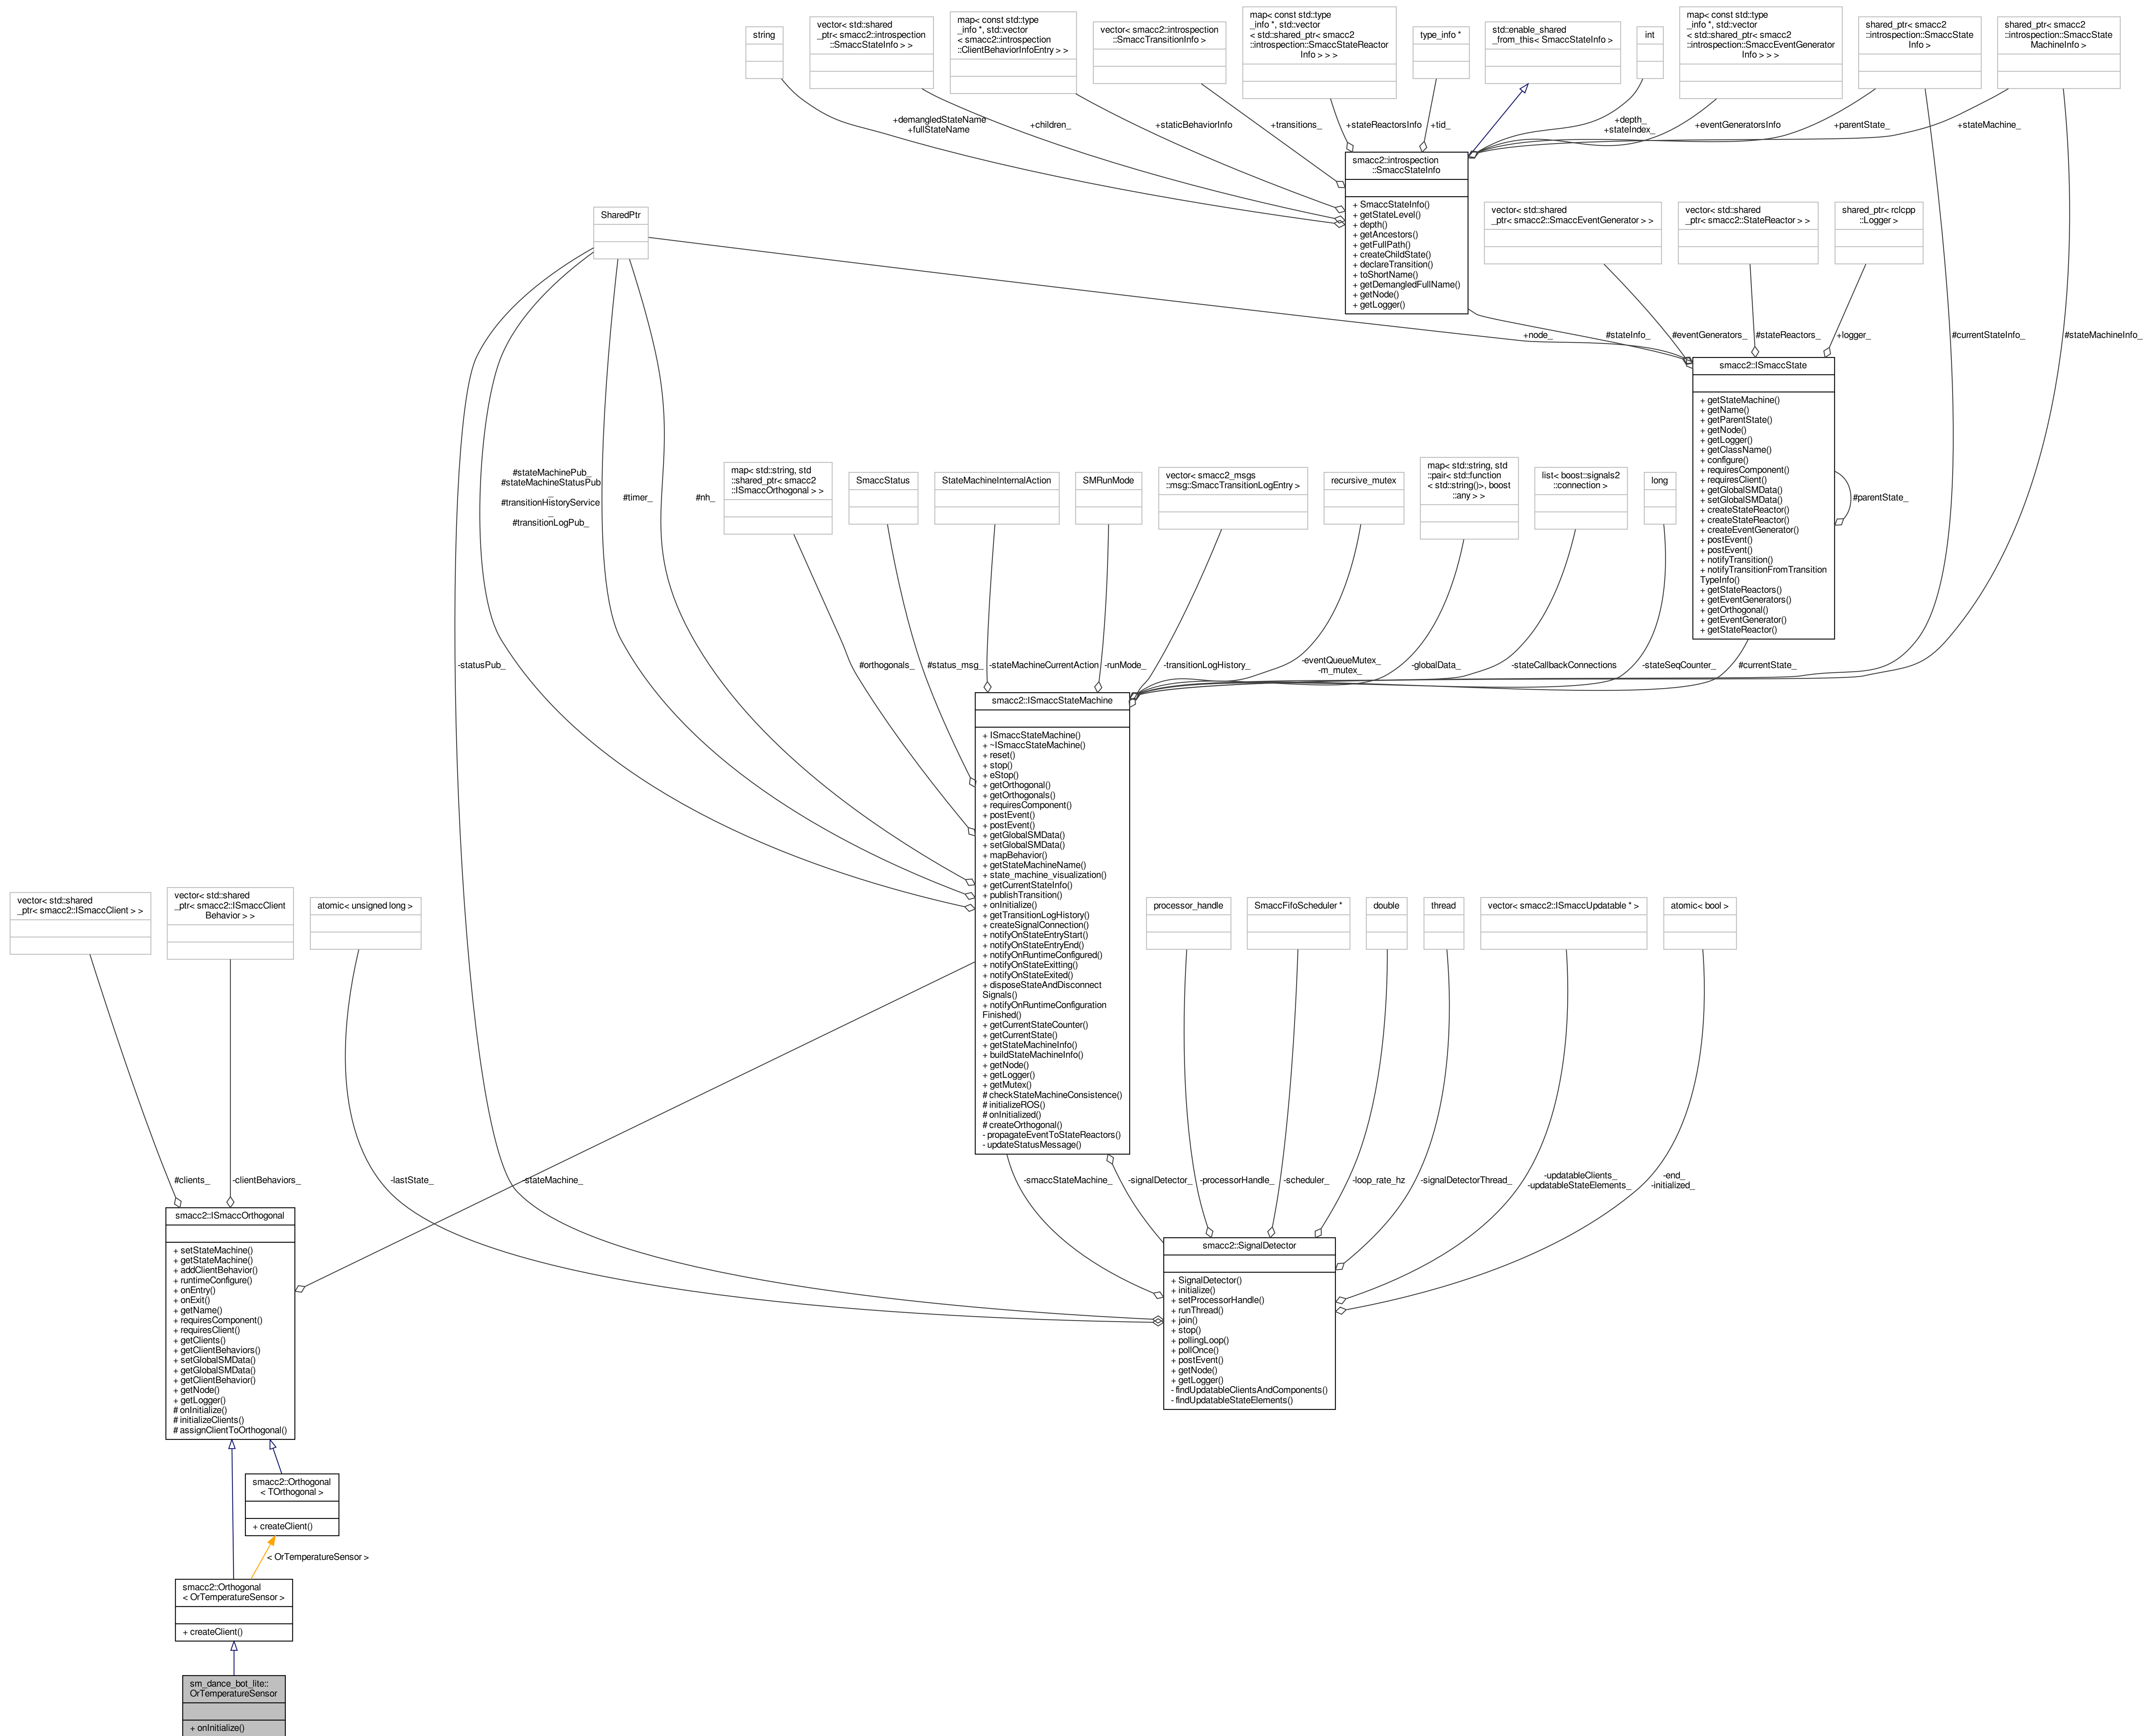 string
vector< std::shared
_ptr< smacc2::introspection
::SmaccStateInfo > >
map< const std::type
_info *, std::vector
< smacc2::introspection
::ClientBehaviorInfoEntry > >
vector< smacc2::introspection
::SmaccTransitionInfo >
map< const std::type
_info *, std::vector
< std::shared_ptr< smacc2
::introspection::SmaccStateReactor
Info > > >
type_info *
std::enable_shared
_from_this< SmaccStateInfo >
int
map< const std::type
_info *, std::vector
< std::shared_ptr< smacc2
::introspection::SmaccEventGenerator
Info > > >
shared_ptr< smacc2
::introspection::SmaccState
Info >
shared_ptr< smacc2
::introspection::SmaccState
MachineInfo >
+demangledStateName
+fullStateName
+children_
+staticBehaviorInfo
+transitions_
+stateReactorsInfo
+tid_
+depth_
+stateIndex_
+eventGeneratorsInfo
+parentState_
+stateMachine_
smacc2::introspection
::SmaccStateInfo
+ SmaccStateInfo()
+ getStateLevel()
+ depth()
+ getAncestors()
+ getFullPath()
+ createChildState()
+ declareTransition()
+ toShortName()
+ getDemangledFullName()
+ getNode()
+ getLogger()
SharedPtr
vector< std::shared
_ptr< smacc2::SmaccEventGenerator > >
vector< std::shared
_ptr< smacc2::StateReactor > >
shared_ptr< rclcpp
::Logger >
+node_
#stateInfo_
#eventGenerators_
#stateReactors_
+logger_
#currentStateInfo_
#stateMachineInfo_
smacc2::ISmaccState
+ getStateMachine()
+ getName()
+ getParentState()
+ getNode()
+ getLogger()
+ getClassName()
+ configure()
+ requiresComponent()
+ requiresClient()
+ getGlobalSMData()
+ setGlobalSMData()
+ createStateReactor()
+ createStateReactor()
+ createEventGenerator()
+ postEvent()
+ postEvent()
+ notifyTransition()
+ notifyTransitionFromTransition
TypeInfo()
+ getStateReactors()
+ getEventGenerators()
+ getOrthogonal()
+ getEventGenerator()
+ getStateReactor()
#parentState_
#stateMachinePub_
#stateMachineStatusPub
_
#transitionHistoryService
_
#transitionLogPub_
#timer_
#nh_
map< std::string, std
::shared_ptr< smacc2
::ISmaccOrthogonal > >
SmaccStatus
StateMachineInternalAction
SMRunMode
vector< smacc2_msgs
::msg::SmaccTransitionLogEntry >
recursive_mutex
map< std::string, std
::pair< std::function
< std::string()>, boost
::any > >
list< boost::signals2
::connection >
long
-statusPub_
#orthogonals_
#status_msg_
-stateMachineCurrentAction
-runMode_
-transitionLogHistory_
-eventQueueMutex_
-m_mutex_
-globalData_
-stateCallbackConnections
-stateSeqCounter_
#currentState_
smacc2::ISmaccStateMachine
+ ISmaccStateMachine()
+ ~ISmaccStateMachine()
+ reset()
+ stop()
+ eStop()
+ getOrthogonal()
+ getOrthogonals()
+ requiresComponent()
+ postEvent()
+ postEvent()
+ getGlobalSMData()
+ setGlobalSMData()
+ mapBehavior()
+ getStateMachineName()
+ state_machine_visualization()
+ getCurrentStateInfo()
+ publishTransition()
+ onInitialize()
+ getTransitionLogHistory()
+ createSignalConnection()
+ notifyOnStateEntryStart()
+ notifyOnStateEntryEnd()
+ notifyOnRuntimeConfigured()
+ notifyOnStateExitting()
+ notifyOnStateExited()
+ disposeStateAndDisconnect
Signals()
+ notifyOnRuntimeConfiguration
Finished()
+ getCurrentStateCounter()
+ getCurrentState()
+ getStateMachineInfo()
+ buildStateMachineInfo()
+ getNode()
+ getLogger()
+ getMutex()
# checkStateMachineConsistence()
# initializeROS()
# onInitialized()
# createOrthogonal()
- propagateEventToStateReactors()
- updateStatusMessage()
vector< std::shared
_ptr< smacc2::ISmaccClient > >
vector< std::shared
_ptr< smacc2::ISmaccClient
Behavior > >
atomic< unsigned long >
processor_handle
SmaccFifoScheduler *
double
thread
vector< smacc2::ISmaccUpdatable * >
atomic< bool >
#clients_
-clientBehaviors_
-lastState_
-stateMachine_
-smaccStateMachine_
-signalDetector_
-processorHandle_
-scheduler_
-loop_rate_hz
-signalDetectorThread_
-updatableClients_
-updatableStateElements_
-end_
-initialized_
smacc2::ISmaccOrthogonal
+ setStateMachine()
+ getStateMachine()
+ addClientBehavior()
+ runtimeConfigure()
+ onEntry()
+ onExit()
+ getName()
+ requiresComponent()
+ requiresClient()
+ getClients()
+ getClientBehaviors()
+ setGlobalSMData()
+ getGlobalSMData()
+ getClientBehavior()
+ getNode()
+ getLogger()
# onInitialize()
# initializeClients()
# assignClientToOrthogonal()
smacc2::SignalDetector
+ SignalDetector()
+ initialize()
+ setProcessorHandle()
+ runThread()
+ join()
+ stop()
+ pollingLoop()
+ pollOnce()
+ postEvent()
+ getNode()
+ getLogger()
- findUpdatableClientsAndComponents()
- findUpdatableStateElements()
smacc2::Orthogonal
< TOrthogonal >
+ createClient()
< OrTemperatureSensor >
smacc2::Orthogonal
< OrTemperatureSensor >
+ createClient()
sm_dance_bot_lite::
OrTemperatureSensor
+ onInitialize()